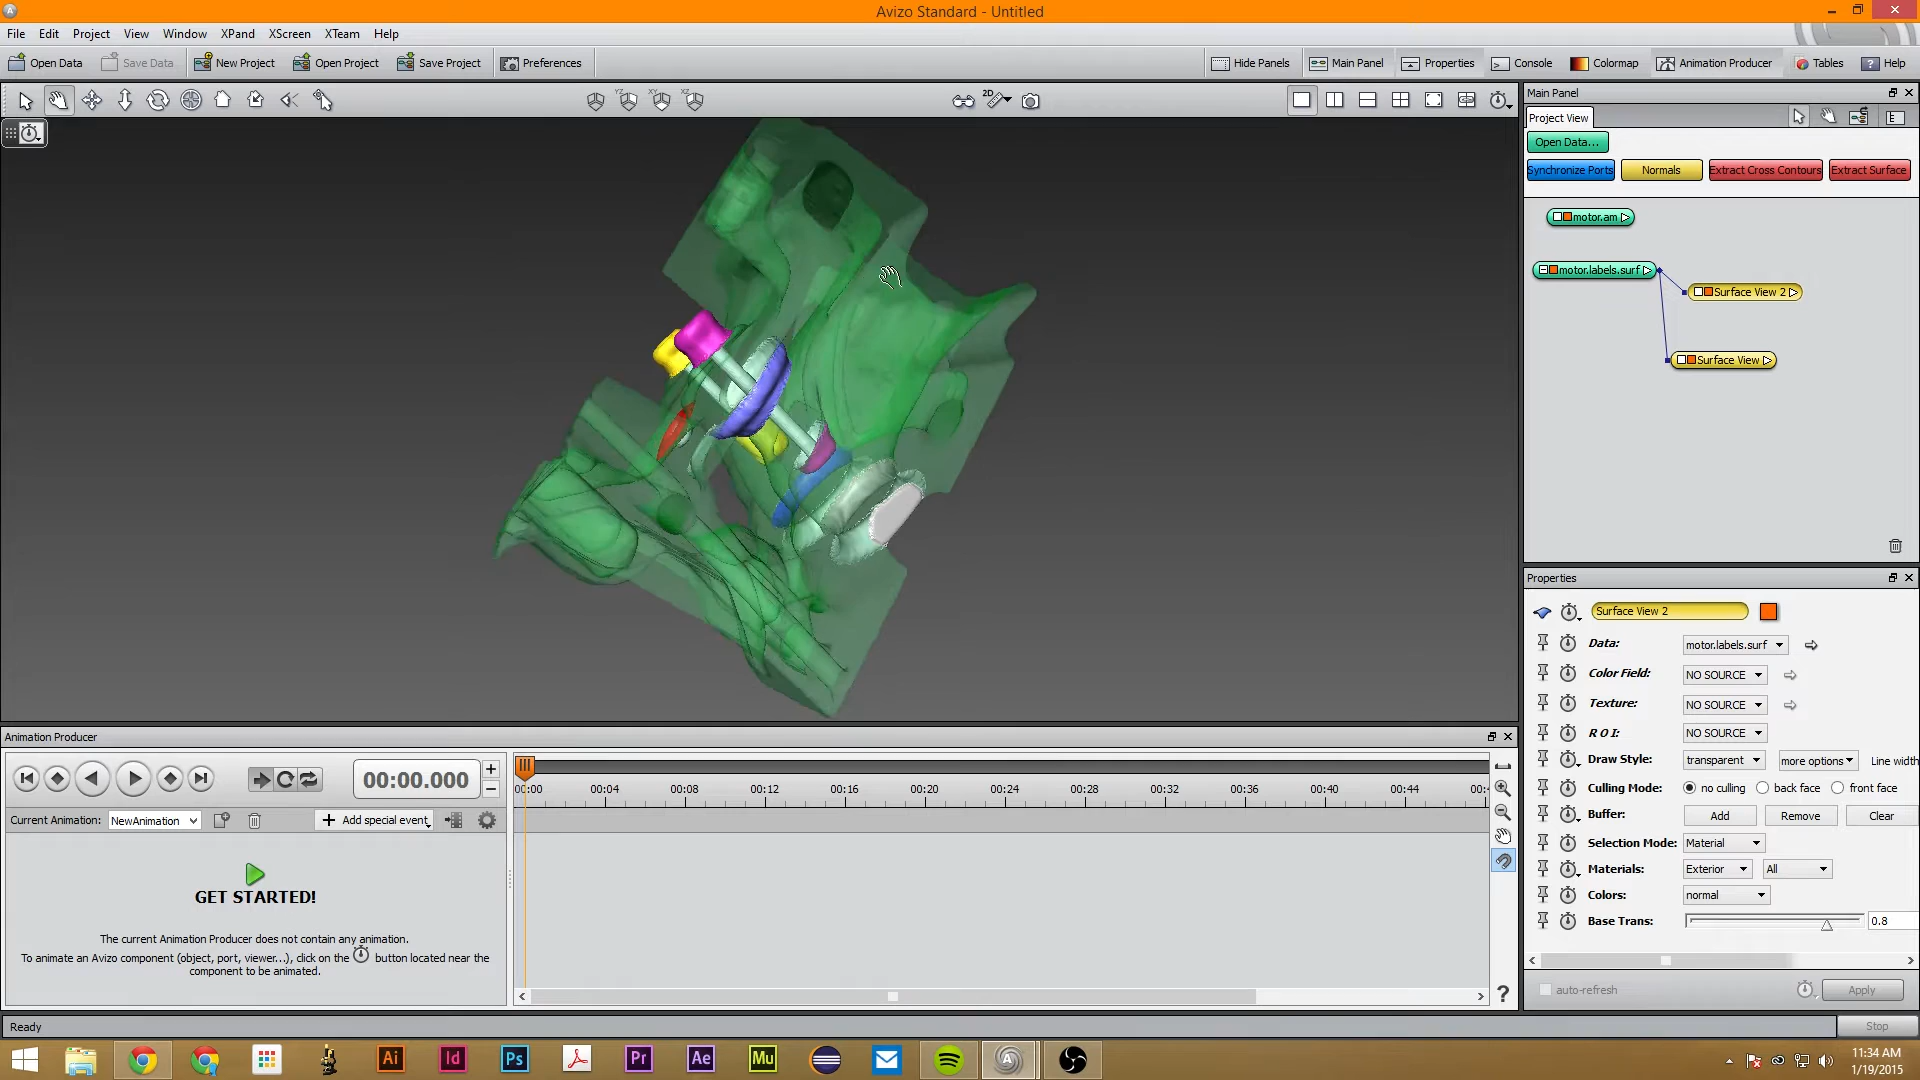 Avizo Standard - Untitled
File Edit Project View Window XPand XScreen XTeam Help
Open Data Save Data New Project Open Project Save Project Preferences Hide Panels Main Panel Properties Console Colormap Animation Producer Tables Help
YZ XY XZ 2D
Main Panel
Project View
Open Data...
Synchronize Ports Normals Extract Cross Contours Extract Surface
motor.am
motor.labels.surf
Surface View 2
Surface View
Properties
Surface View 2
Data: motor.labels.surf
Color Field: NO SOURCE
Texture: NO SOURCE
R O I: NO SOURCE
Draw Style: transparent more options Line width
Culling Mode: no culling back face front face
Buffer: Add Remove Clear
Selection Mode: Material
Materials: Exterior All
Colors: normal
Base Trans: 0.8
auto-refresh Apply
Animation Producer
00:00.000
Current Animation: NewAnimation Add special event
GET STARTED!
The current Animation Producer does not contain any animation.
To animate an Avizo component (object, port, viewer...), click on the button located near the
component to be animated.
00:00 00:04 00:08 00:12 00:16 00:20 00:24 00:28 00:32 00:36 00:40 00:44
Ready Stop
Ai Id Ps Pr Ae Mu
11:34 AM
1/19/2015